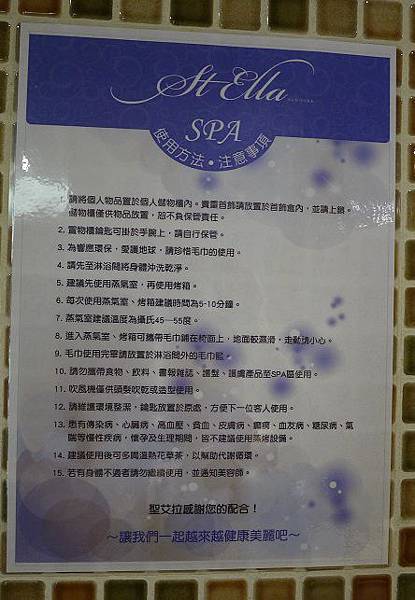 St Ella
SPA
使用方法•注意事項
1. 請將個人物品置於個人儲物櫃內。貴重首飾請放置於首飾盒內，並請上鎖。
儲物櫃僅供物品放置，恕不負保管責任。
2. 置物櫃鑰匙可掛於手腕上，請自行保管。
3. 為響應環保，愛護地球，請珍惜毛巾的使用。
4. 請先至淋浴間將身體沖洗乾淨。
5. 建議先使用蒸氣室，再使用烤箱。
6. 每次使用蒸氣室、烤箱建議時間為5-10分鐘。
7. 蒸氣室建議溫度為攝氏45—55度。
8. 進入蒸氣室、烤箱可攜帶毛巾鋪在椅面上，地面較濕滑，走動請小心。
9. 毛巾使用完畢請放置於淋浴間外的毛巾籃。
10. 請勿攜帶食物、飲料、書報雜誌、護髮、護膚產品至SPA區使用。
11. 吹風機僅供頭髮吹乾或造型使用。
12. 請維護環境整潔，鑰匙放置於原處，方便下一位客人使用。
13. 患有傳染病、心臟病、高血壓、貧血、皮膚病、癲癇、血友病、糖尿病、氣
喘等慢性疾病，懷孕及生理期間，皆不建議使用蒸烤設備。
14. 建議使用後可多喝溫熱花草茶，以幫助代謝循環。
15. 若有身體不適者請勿繼續使用，並通知美容師。
聖艾拉感謝您的配合！
～讓我們一起越來越健康美麗吧～